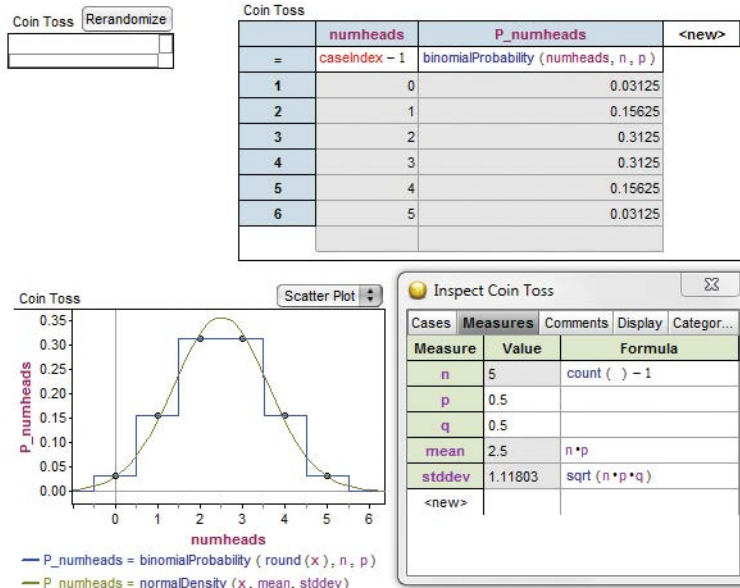 Coin Toss Rerandomize
Coin Toss
numheads P_numheads <new>
= caseIndex – 1 binomialProbability (numheads, n, p)
1 0 0.03125
2 1 0.15625
3 2 0.3125
4 3 0.3125
5 4 0.15625
6 5 0.03125
Coin Toss Scatter Plot
P_numheads
0.35
0.30
0.25
0.20
0.15
0.10
0.05
0.00
0 1 2 3 4 5 6
numheads
P_numheads = binomialProbability ( round (x) , n , p )
P_numheads = normalDensity (x, mean, stddev)
Inspect Coin Toss
Cases Measures Comments Display Categor...
Measure Value Formula
n 5 count ( ) – 1
p 0.5
q 0.5
mean 2.5 n•p
stddev 1.11803 sqrt (n•p•q)
<new>